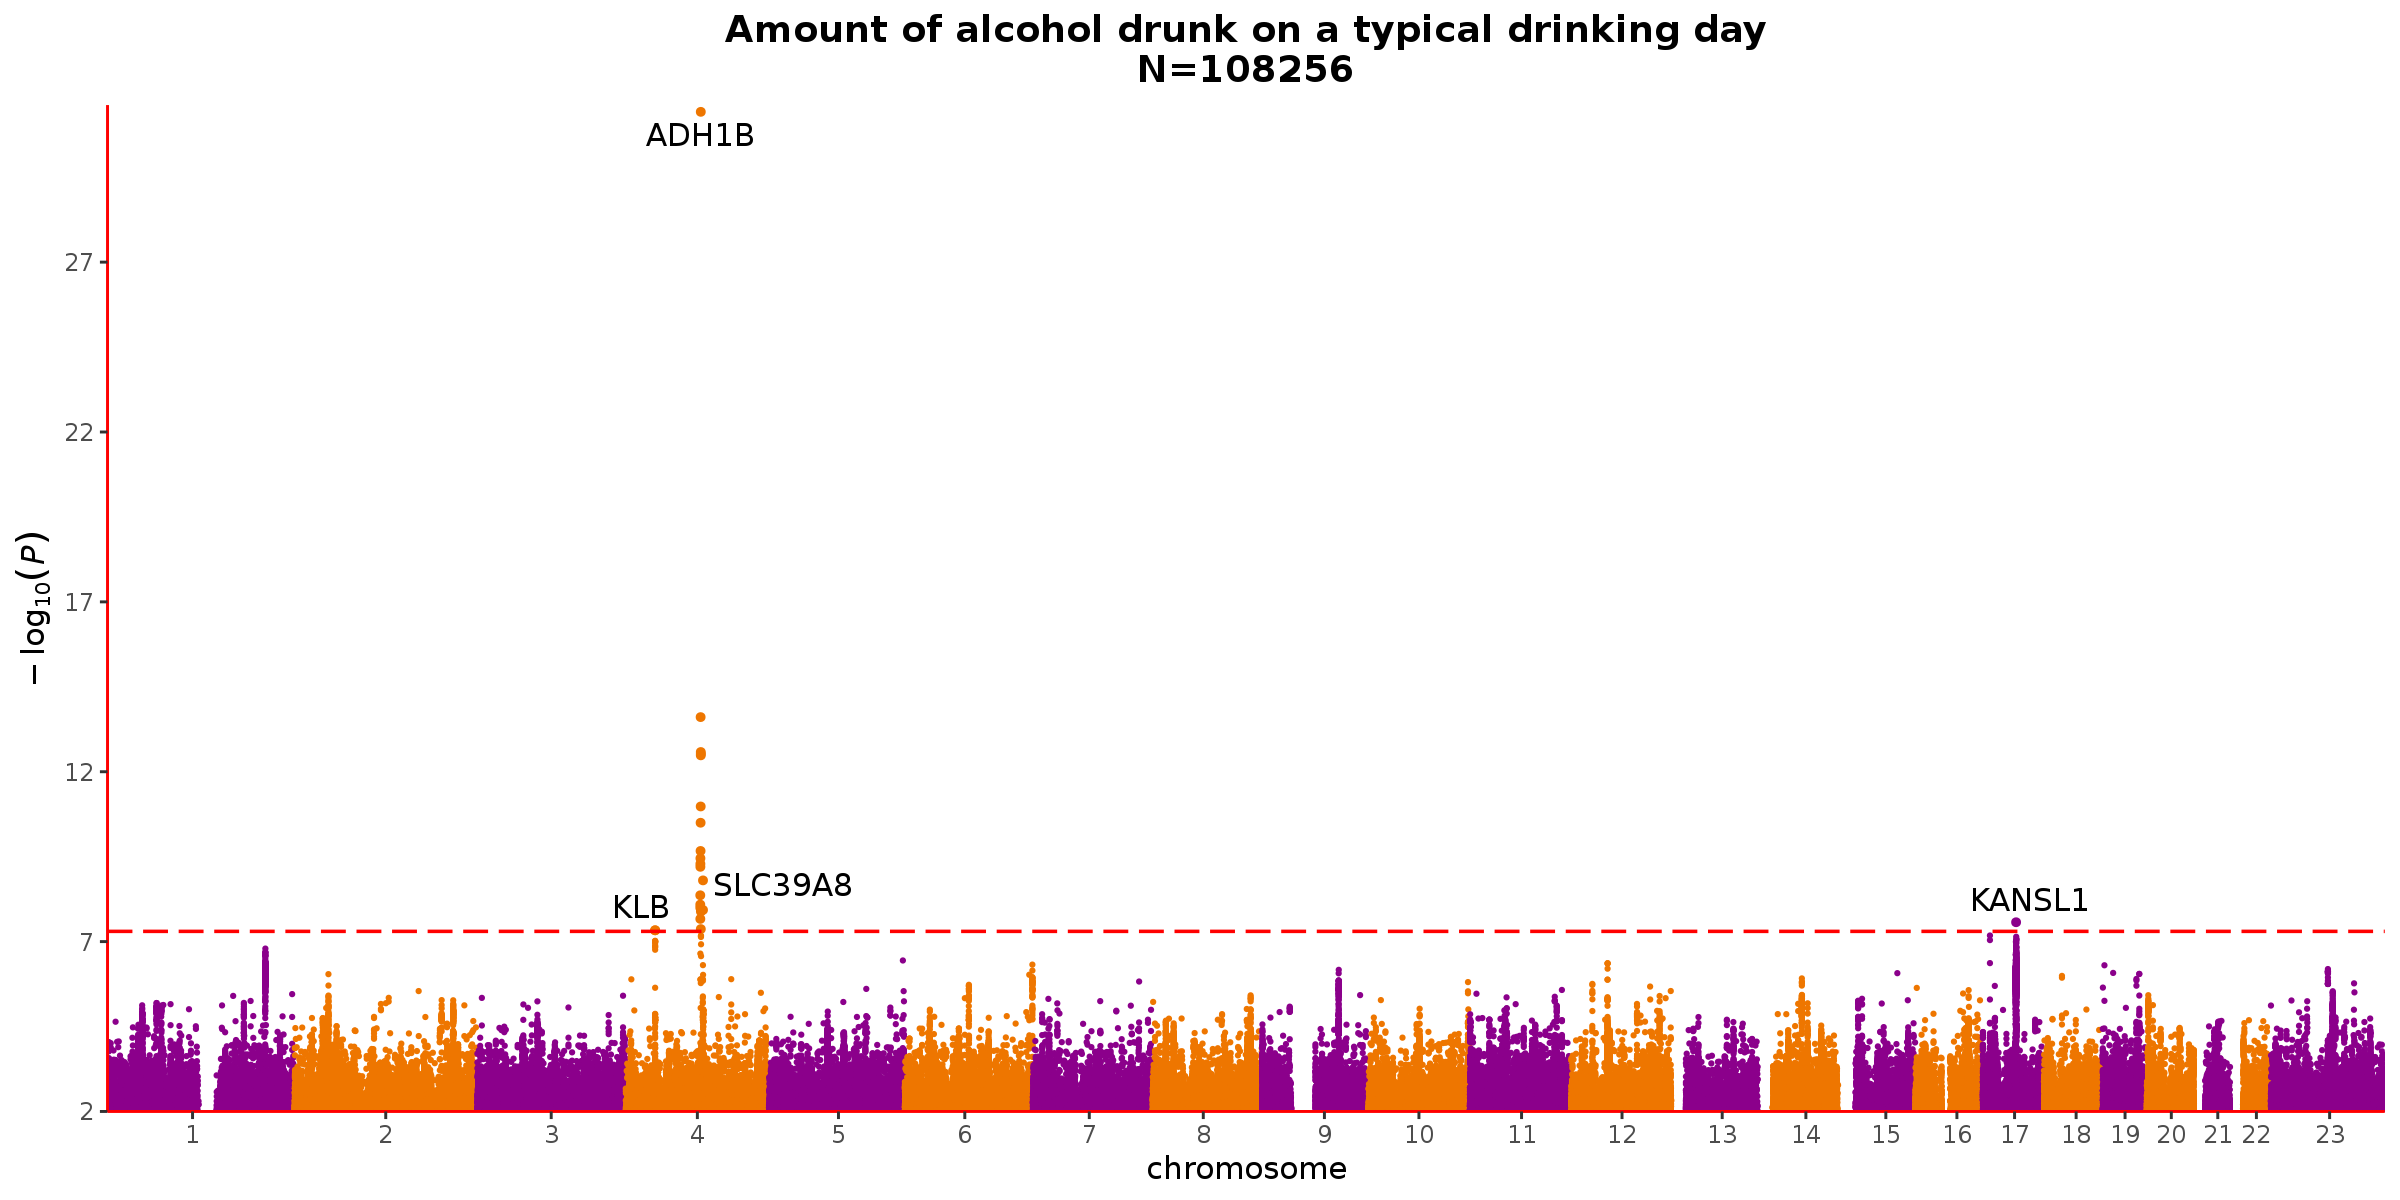 Amount of alcohol drunk on a typical drinking day
N=108256
ADH1B
27
22
−log₁₀(P)
17
12
SLC39A8
KLB
KANSL1
7
2
1 2 3 4 5 6 7 8 9 10 11 12 13 14 15 16 17 18 19 20 21 22 23
chromosome